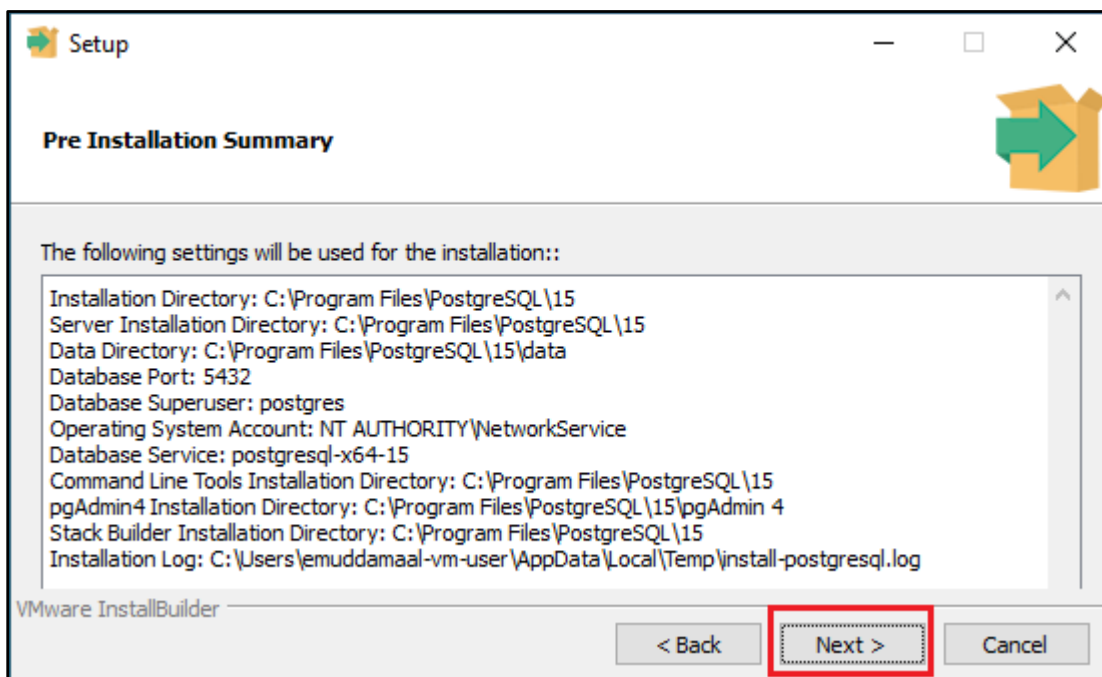 Setup
Pre Installation Summary
The following settings will be used for the installation::
Installation Directory: C:\Program Files\PostgreSQL\15
Server Installation Directory: C:\Program Files\PostgreSQL\15
Data Directory: C:\Program Files\PostgreSQL\15\data
Database Port: 5432
Database Superuser: postgres
Operating System Account: NT AUTHORITY\NetworkService
Database Service: postgresql-x64-15
Command Line Tools Installation Directory: C:\Program Files\PostgreSQL\15
pgAdmin4 Installation Directory: C:\Program Files\PostgreSQL\15\pgAdmin 4
Stack Builder Installation Directory: C:\Program Files\PostgreSQL\15
Installation Log: C:\Users\emuddamaal-vm-user\AppData\Local\Temp\install-postgresql.log
VMware InstallBuilder
< Back Next > Cancel